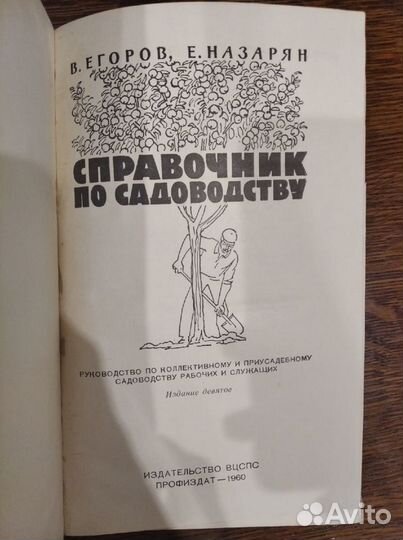 В. ЕГОРОВ, Е. НАЗАРЯН
СПРАВОЧНИК
ПО САДОВОДСТВУ
РУКОВОДСТВО ПО КОЛЛЕКТИВНОМУ И ПРИУСАДЕБНОМУ
САДОВОДСТВУ РАБОЧИХ И СЛУЖАЩИХ
Издание девятое
ИЗДАТЕЛЬСТВО ВЦСПС
ПРОФИЗДАТ—1960
Avito